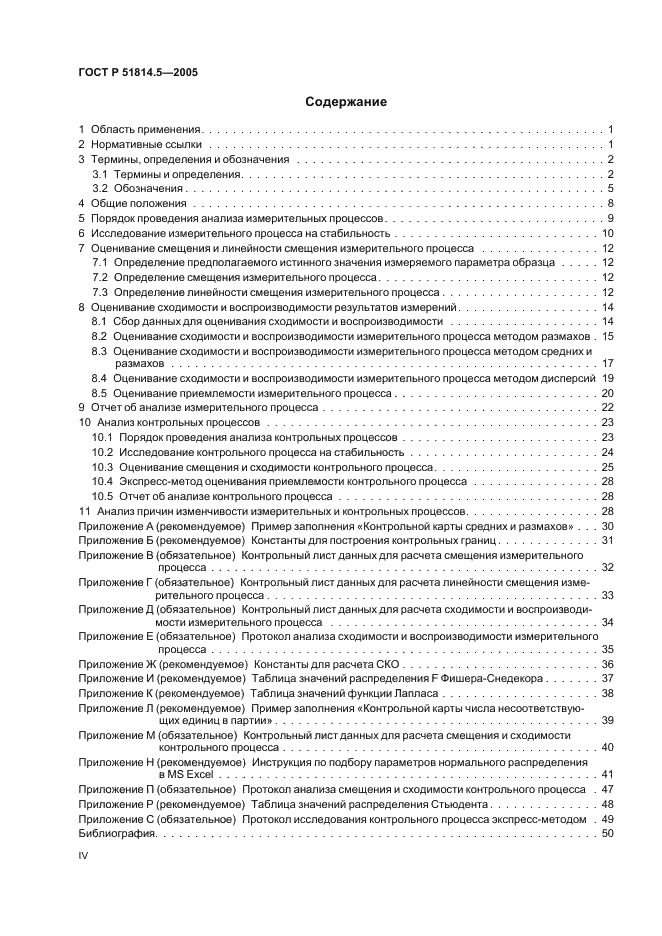 ГОСТ Р 51814.5—2005
Содержание
1 Область применения. . . . . . . . . . 1
2 Нормативные ссылки . . . . . . . . . . 1
3 Термины, определения и обозначения . . . . . . . . . . 2
3.1 Термины и определения. . . . . . . . . . 2
3.2 Обозначения . . . . . . . . . . 5
4 Общие положения . . . . . . . . . . 8
5 Порядок проведения анализа измерительных процессов. . . . . . . . . . 9
6 Исследование измерительного процесса на стабильность . . . . . . . . . . 10
7 Оценивание смещения и линейности смещения измерительного процесса . . . . . . . . . . 12
7.1 Определение предполагаемого истинного значения измеряемого параметра образца . . . . . 12
7.2 Определение смещения измерительного процесса. . . . . . . . . . 12
7.3 Определение линейности смещения измерительного процесса . . . . . . . . . . 12
8 Оценивание сходимости и воспроизводимости результатов измерений. . . . . . . . . . 14
8.1 Сбор данных для оценивания сходимости и воспроизводимости . . . . . . . . . . 14
8.2 Оценивание сходимости и воспроизводимости измерительного процесса методом размахов . 15
8.3 Оценивание сходимости и воспроизводимости измерительного процесса методом средних и
размахов . . . . . . . . . . 17
8.4 Оценивание сходимости и воспроизводимости измерительного процесса методом дисперсий 19
8.5 Оценивание приемлемости измерительного процесса . . . . . . . . . . 20
9 Отчет об анализе измерительного процесса . . . . . . . . . . 22
10 Анализ контрольных процессов . . . . . . . . . . 23
10.1 Порядок проведения анализа контрольных процессов . . . . . . . . . . 23
10.2 Исследование контрольного процесса на стабильность . . . . . . . . . . 24
10.3 Оценивание смещения и сходимости контрольного процесса. . . . . . . . . . 25
10.4 Экспресс-метод оценивания приемлемости контрольного процесса . . . . . . . . . . 28
10.5 Отчет об анализе контрольного процесса . . . . . . . . . . 28
11 Анализ причин изменчивости измерительных и контрольных процессов. . . . . . . . . . 28
Приложение А (рекомендуемое) Пример заполнения «Контрольной карты средних и размахов» . . . 30
Приложение Б (рекомендуемое) Константы для построения контрольных границ . . . . . . . . . . 31
Приложение В (обязательное) Контрольный лист данных для расчета смещения измерительного
процесса . . . . . . . . . . 32
Приложение Г (обязательное) Контрольный лист данных для расчета линейности смещения изме-
рительного процесса . . . . . . . . . . 33
Приложение Д (обязательное) Контрольный лист данных для расчета сходимости и воспроизводи-
мости измерительного процесса . . . . . . . . . . 34
Приложение Е (обязательное) Протокол анализа сходимости и воспроизводимости измерительного
процесса . . . . . . . . . . 35
Приложение Ж (рекомендуемое) Константы для расчета СКО . . . . . . . . . . 36
Приложение И (рекомендуемое) Таблица значений распределения F Фишера-Снедекора . . . . . . . 37
Приложение К (рекомендуемое) Таблица значений функции Лапласа . . . . . . . . . . 38
Приложение Л (рекомендуемое) Пример заполнения «Контрольной карты числа несоответствую-
щих единиц в партии» . . . . . . . . . . 39
Приложение М (обязательное) Контрольный лист данных для расчета смещения и сходимости
контрольного процесса . . . . . . . . . . 40
Приложение Н (рекомендуемое) Инструкция по подбору параметров нормального распределения
в MS Excel . . . . . . . . . . 41
Приложение П (обязательное) Протокол анализа смещения и сходимости контрольного процесса . 47
Приложение Р (рекомендуемое) Таблица значений распределения Стьюдента . . . . . . . . . . 48
Приложение С (обязательное) Протокол исследования контрольного процесса экспресс-методом . 49
Библиография. . . . . . . . . . 50
IV